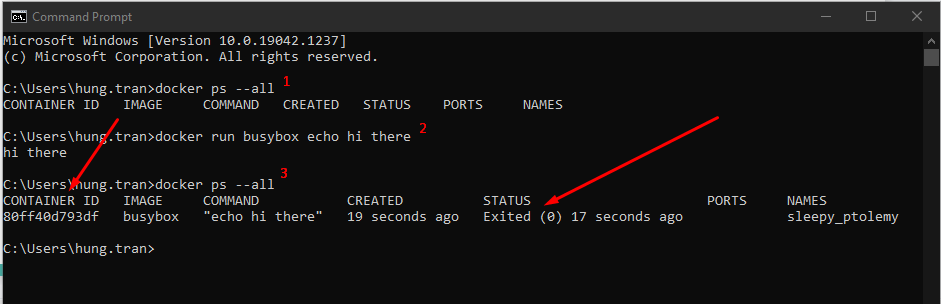 Command Prompt
Microsoft Windows [Version 10.0.19042.1237]
(c) Microsoft Corporation. All rights reserved.
C:\Users\hung.tran>docker ps --all 1
CONTAINER ID   IMAGE     COMMAND   CREATED   STATUS    PORTS     NAMES
C:\Users\hung.tran>docker run busybox echo hi there 2
hi there
C:\Users\hung.tran>docker ps --all 3
CONTAINER ID   IMAGE     COMMAND           CREATED          STATUS                      PORTS     NAMES
80ff40d793df   busybox   "echo hi there"   19 seconds ago   Exited (0) 17 seconds ago             sleepy_ptolemy
C:\Users\hung.tran>